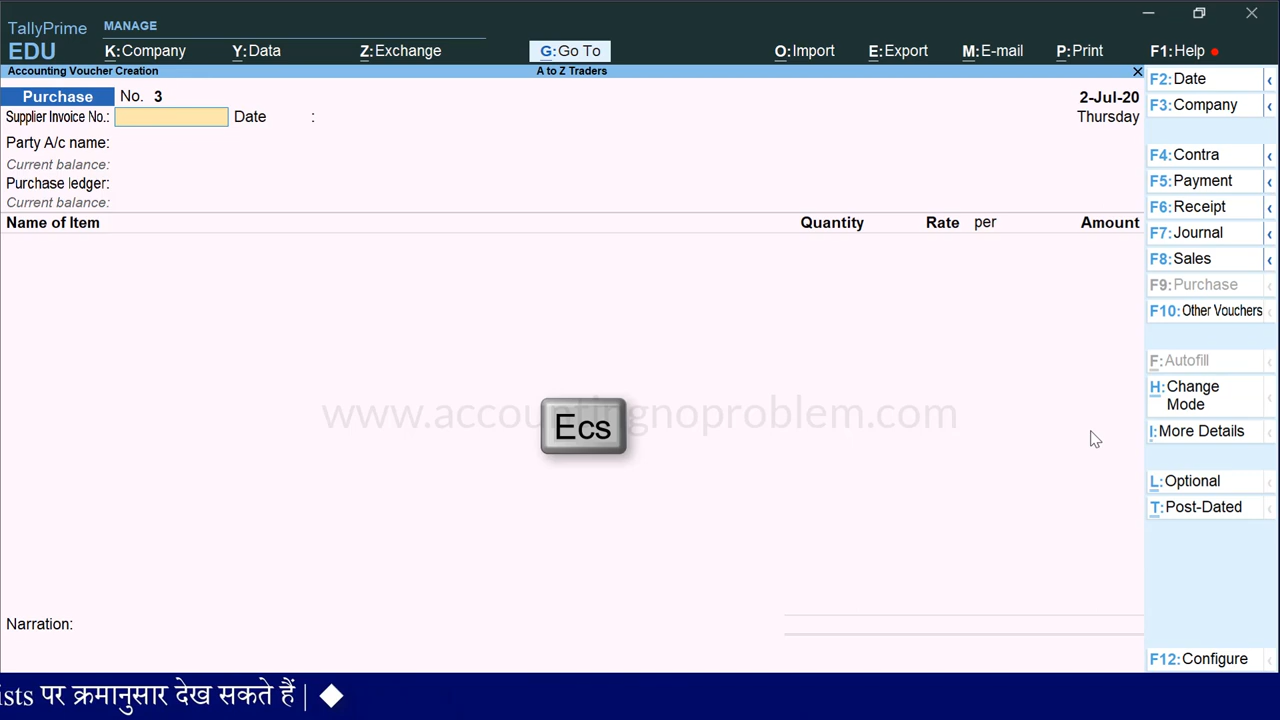 TallyPrime
EDU
MANAGE
K:Company Y:Data Z:Exchange G:Go To O:Import E:Export M:E-mail P:Print F1:Help
Accounting Voucher Creation A to Z Traders
Purchase No. 3 2-Jul-20
Supplier Invoice No.: Date : Thursday
Party A/c name:
Current balance:
Purchase ledger:
Current balance:
Name of Item Quantity Rate per Amount
www.accountingnoproblem.com
Ecs
Narration:
F2:Date
F3:Company
F4:Contra
F5:Payment
F6:Receipt
F7:Journal
F8:Sales
F9:Purchase
F10:Other Vouchers
F:Autofill
H:Change
Mode
I:More Details
L:Optional
T:Post-Dated
F12:Configure
ists पर क्रमानुसार देख सकते हैं | ◆